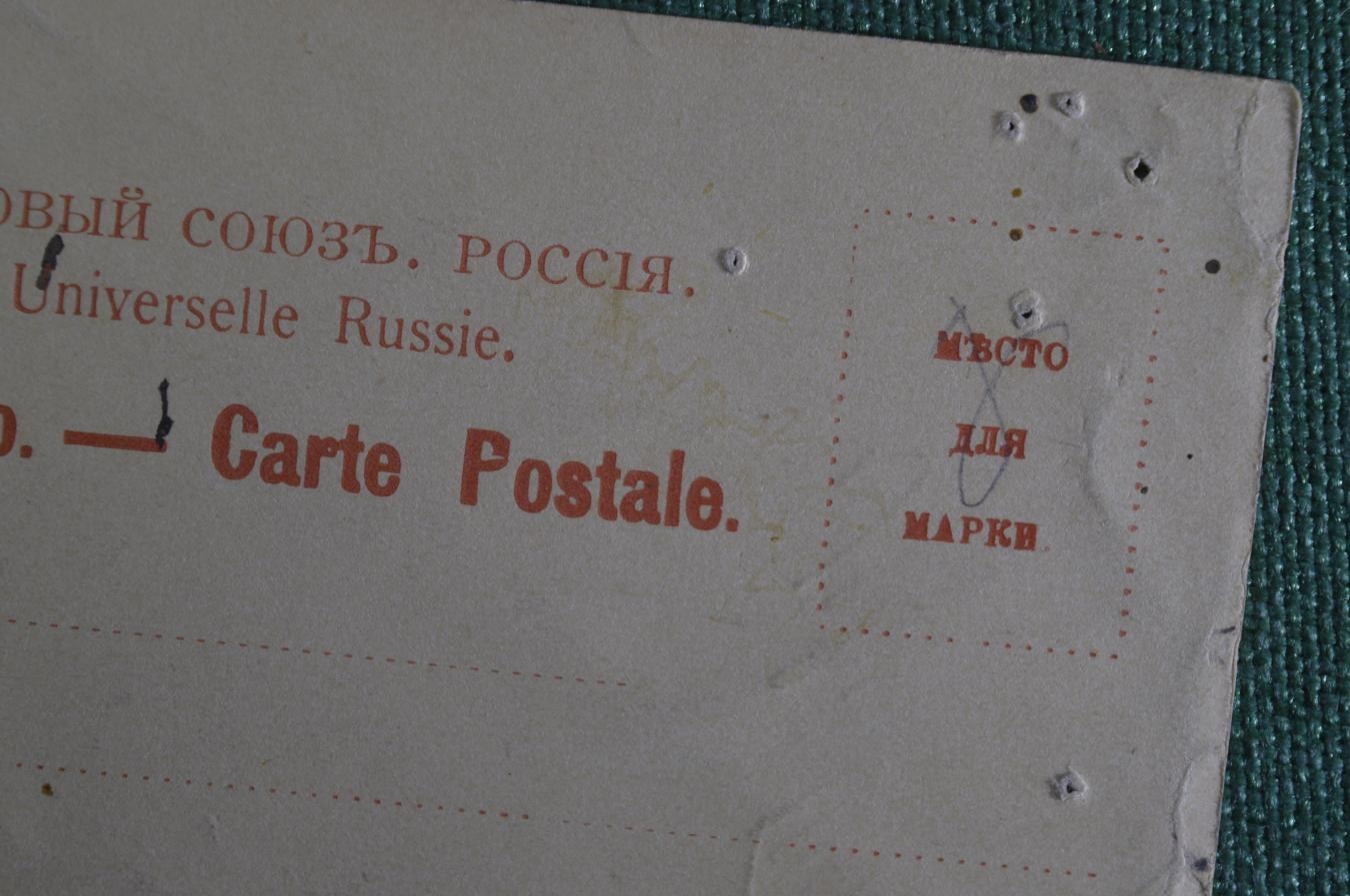 овый союзъ. Россія.
Universelle Russie.
— Carte Postale.
МѢСТО
ДЛЯ
МАРКИ